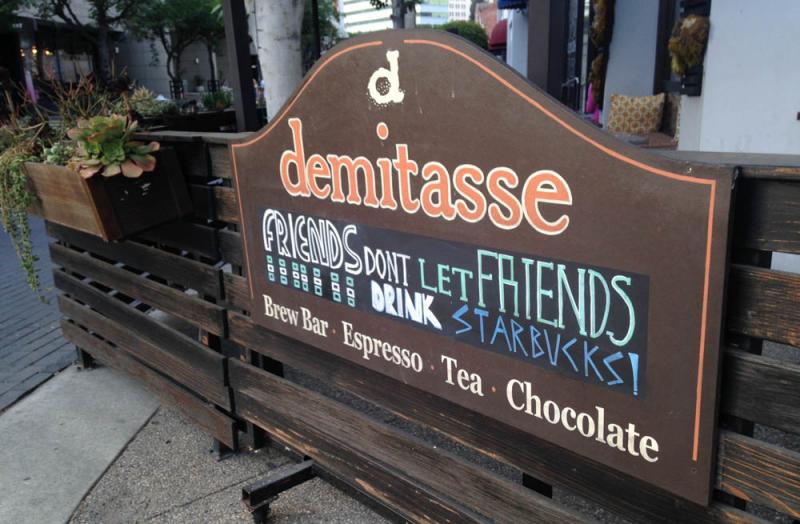 d
demitasse
FRIENDS DONT LET FRIENDS
DRINK STARBUCKS!
Brew Bar · Espresso · Tea · Chocolate